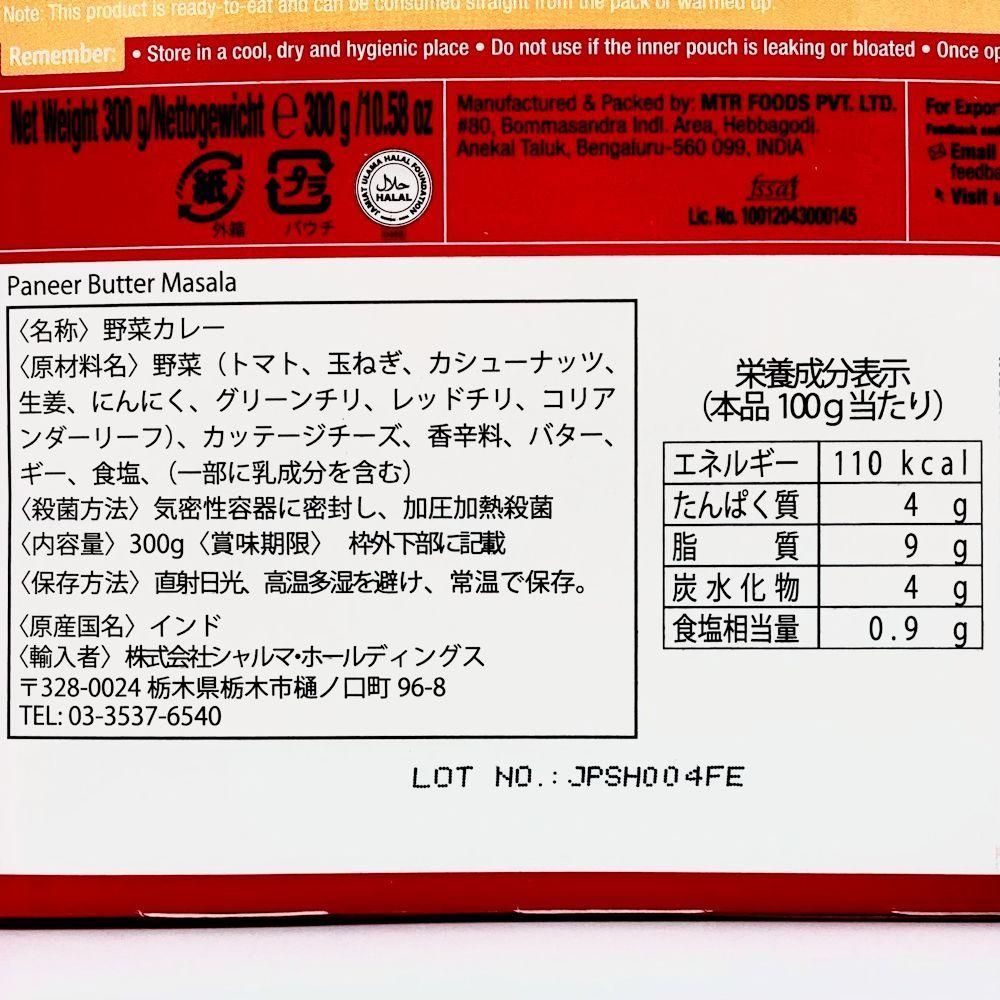 Note: This product is ready-to-eat and can be consumed straight from the pack or warmed up.
Remember: • Store in a cool, dry and hygienic place • Do not use if the inner pouch is leaking or bloated • Once op
Net Weight 300 g/Nettogewicht ℮ 300 g /10.58 oz
紙
外箱
プラ
パウチ
JAMIAT ULAMA HALAL FOUNDATION
حلال
HALAL
Manufactured & Packed by: MTR FOODS PVT. LTD.
#80, Bommasandra Indl. Area, Hebbagodi
Anekal Taluk, Bengaluru-560 099, INDIA
fssai
Lic. No. 10012043000145
For Expor
Email
feedba
Visit
Paneer Butter Masala
〈名称〉野菜カレー
〈原材料名〉野菜（トマト、玉ねぎ、カシューナッツ、
生姜、にんにく、グリーンチリ、レッドチリ、コリア
ンダーリーフ）、カッテージチーズ、香辛料、バター、
ギー、食塩、（一部に乳成分を含む）
〈殺菌方法〉気密性容器に密封し、加圧加熱殺菌
〈内容量〉300g〈賞味期限〉 枠外下部に記載
〈保存方法〉直射日光、高温多湿を避け、常温で保存。
〈原産国名〉インド
〈輸入者〉株式会社シャルマ・ホールディングス
〒328-0024 栃木県栃木市樋ノ口町 96-8
TEL: 03-3537-6540
栄養成分表示
（本品 100g 当たり）
エネルギー 110 kcal
たんぱく質 4 g
脂質 9 g
炭水化物 4 g
食塩相当量 0.9 g
LOT NO.: JPSH004FE